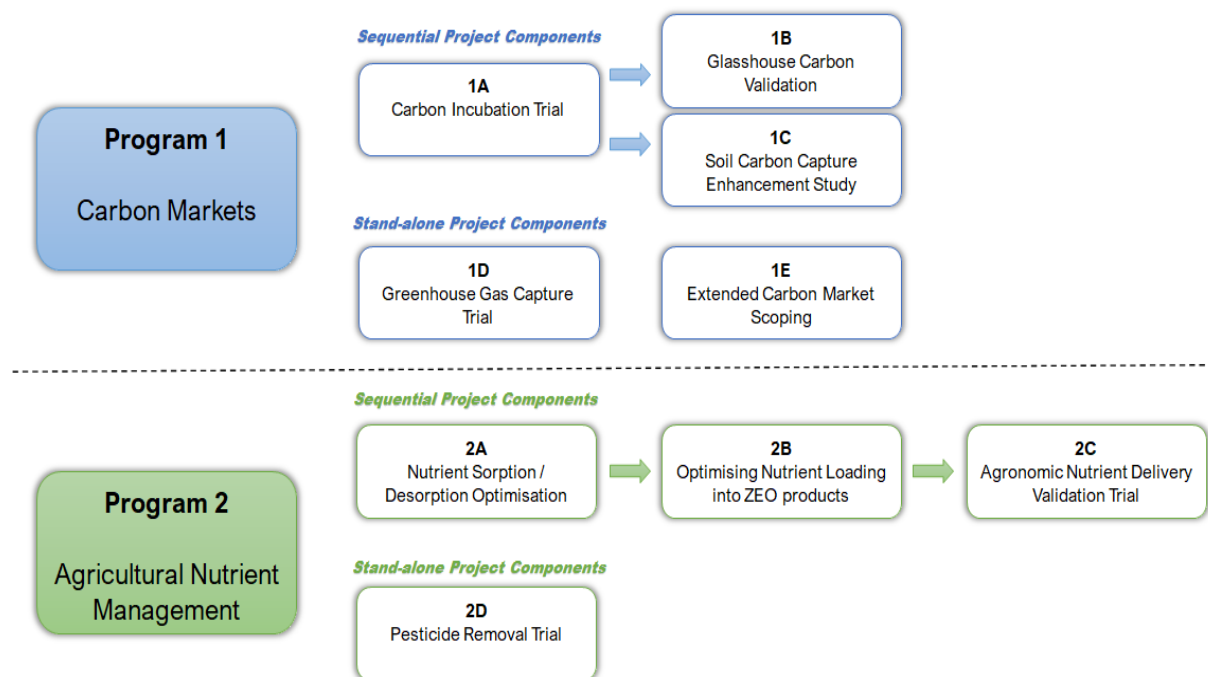 Sequential Project Components
1A
Carbon Incubation Trial
1B
Glasshouse Carbon
Validation
1C
Soil Carbon Capture
Enhancement Study
Program 1
Carbon Markets
Stand-alone Project Components
1D
Greenhouse Gas Capture
Trial
1E
Extended Carbon Market
Scoping
Sequential Project Components
2A
Nutrient Sorption /
Desorption Optimisation
2B
Optimising Nutrient Loading
into ZEO products
2C
Agronomic Nutrient Delivery
Validation Trial
Program 2
Agricultural Nutrient
Management
Stand-alone Project Components
2D
Pesticide Removal Trial